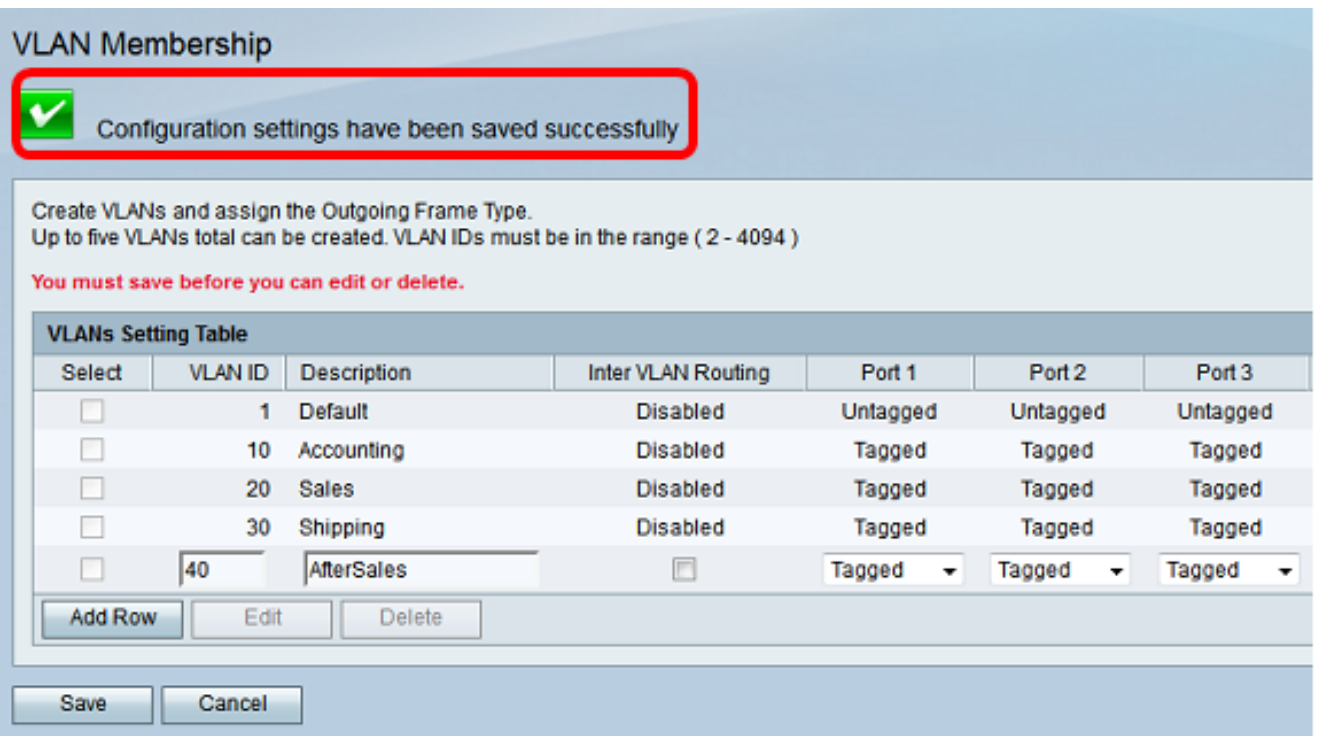 VLAN Membership
Configuration settings have been saved successfully
Create VLANs and assign the Outgoing Frame Type.
Up to five VLANs total can be created. VLAN IDs must be in the range ( 2 - 4094 )
You must save before you can edit or delete.
VLANs Setting Table
Select VLAN ID Description Inter VLAN Routing Port 1 Port 2 Port 3
1 Default Disabled Untagged Untagged Untagged
10 Accounting Disabled Tagged Tagged Tagged
20 Sales Disabled Tagged Tagged Tagged
30 Shipping Disabled Tagged Tagged Tagged
40 AfterSales Tagged Tagged Tagged
Add Row Edit Delete
Save Cancel